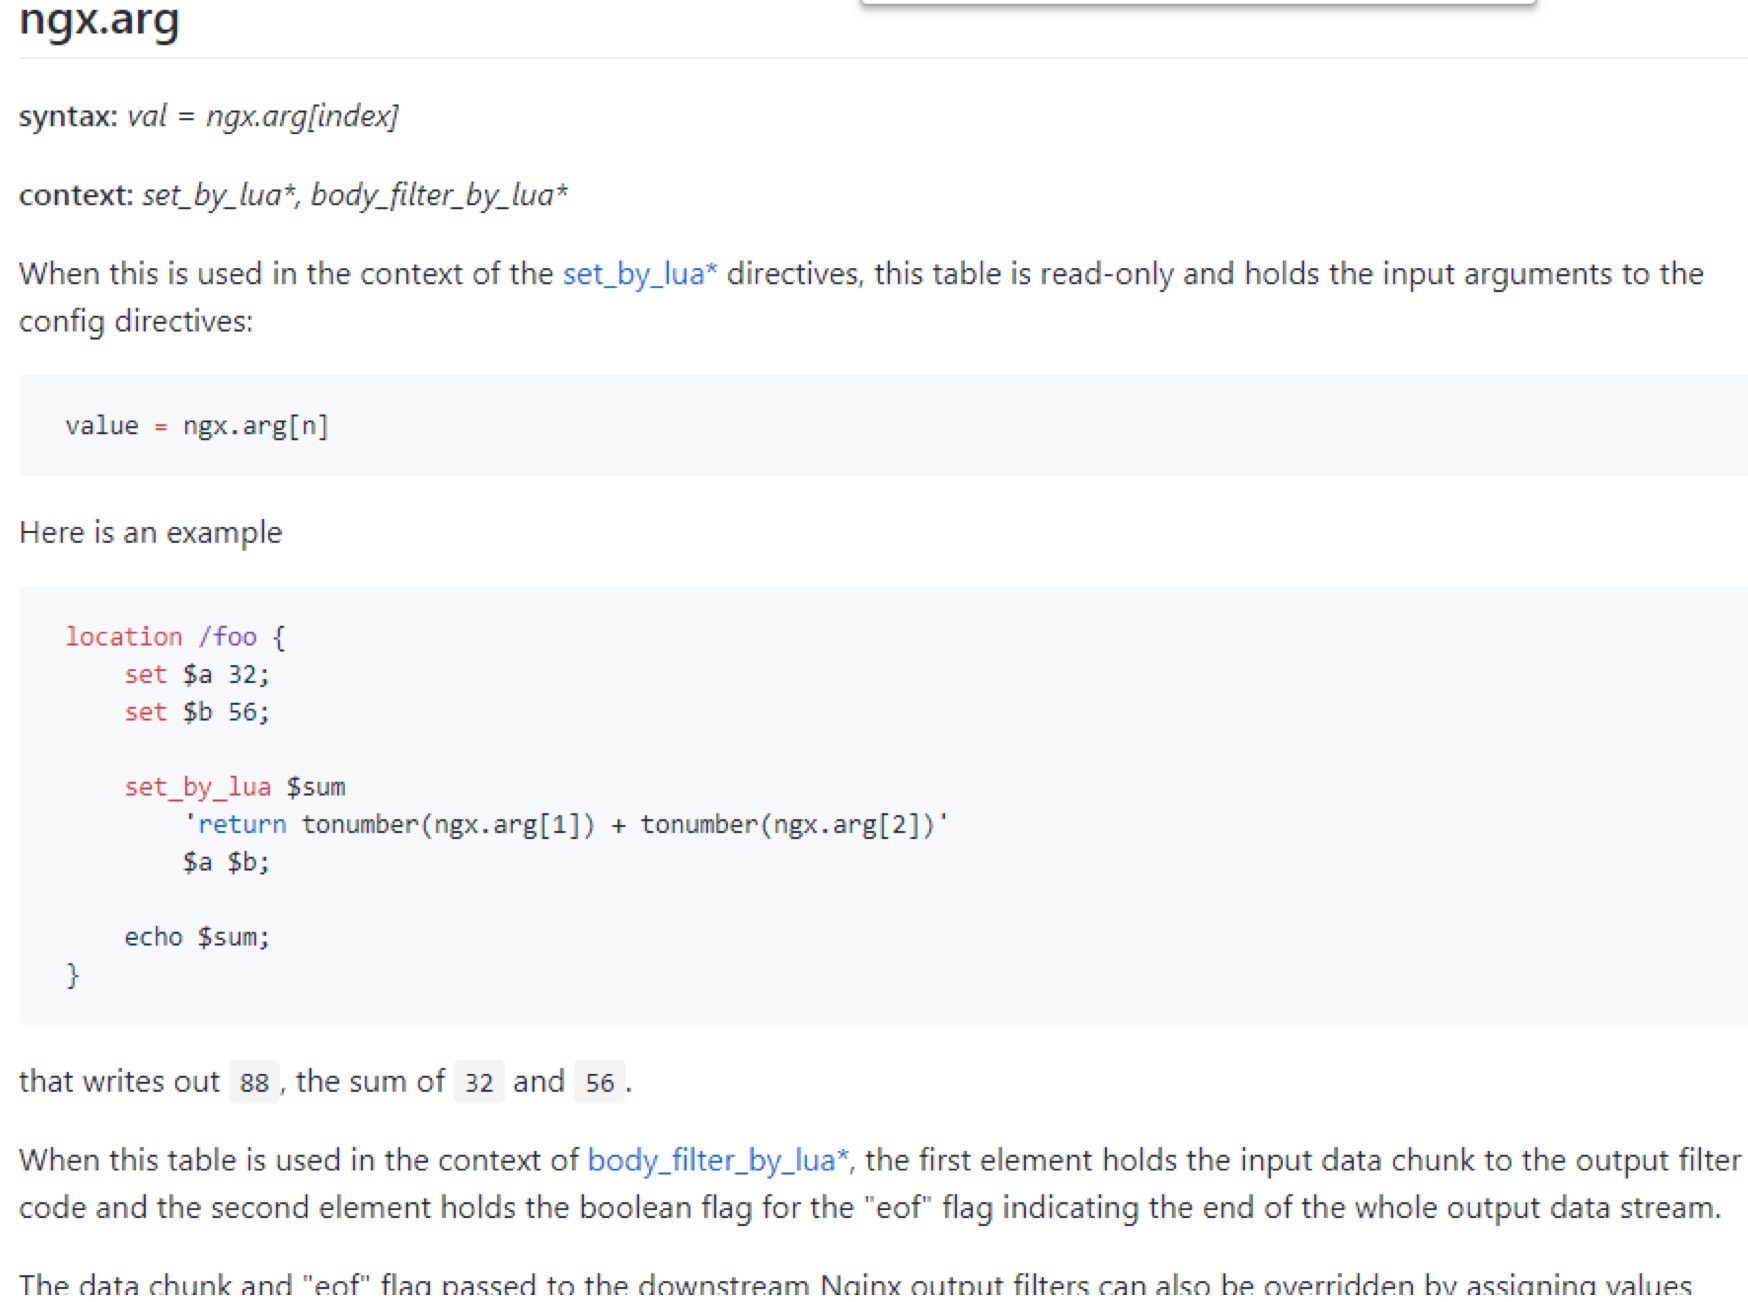 ngx.arg
syntax: val = ngx.arg[index]
context: set_by_lua*, body_filter_by_lua*
When this is used in the context of the set_by_lua* directives, this table is read-only and holds the input arguments to the
config directives:
value = ngx.arg[n]
Here is an example
location /foo {
    set $a 32;
    set $b 56;
    set_by_lua $sum
        'return tonumber(ngx.arg[1]) + tonumber(ngx.arg[2])'
        $a $b;
    echo $sum;
}
that writes out 88 , the sum of 32 and 56 .
When this table is used in the context of body_filter_by_lua*, the first element holds the input data chunk to the output filter
code and the second element holds the boolean flag for the "eof" flag indicating the end of the whole output data stream.
The data chunk and "eof" flag passed to the downstream Nginx output filters can also be overridden by assigning values